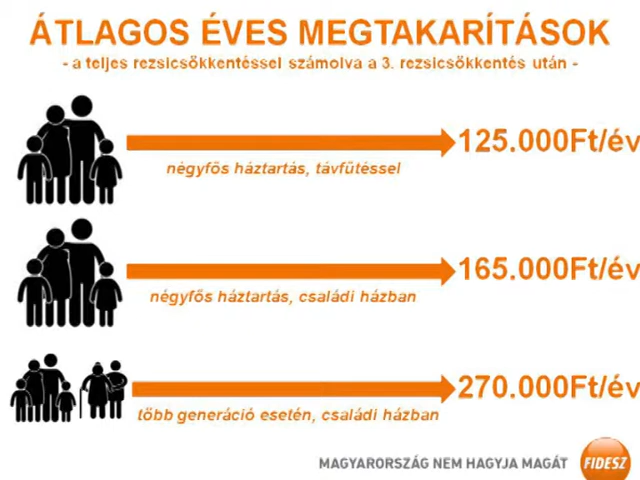 ÁTLAGOS ÉVES MEGTAKARÍTÁSOK
- a teljes rezsicsökkentéssel számolva a 3. rezsicsökkentés után -
125.000Ft/év
négyfős háztartás, távfűtéssel
165.000Ft/év
négyfős háztartás, családi házban
270.000Ft/év
több generáció esetén, családi házban
MAGYARORSZÁG NEM HAGYJA MAGÁT
FIDESZ